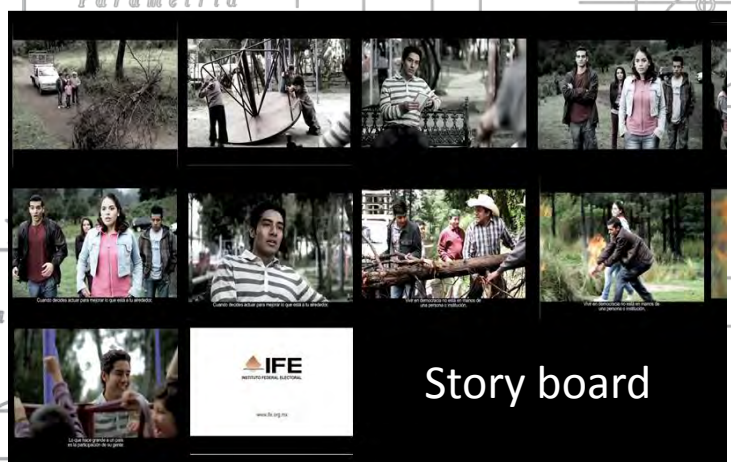 Parametría
Cuando decides actuar para mejorar lo que está a tu alrededor,
Cuando decides actuar para mejorar lo que está a tu alrededor,
Vivir en democracia no está en manos de
una persona o institución,
Vivir en democracia no está en manos de
una persona o institución,
Lo que hace grande a un país
es la participación de su gente
IFE
INSTITUTO FEDERAL ELECTORAL
www.ife.org.mx
Story board